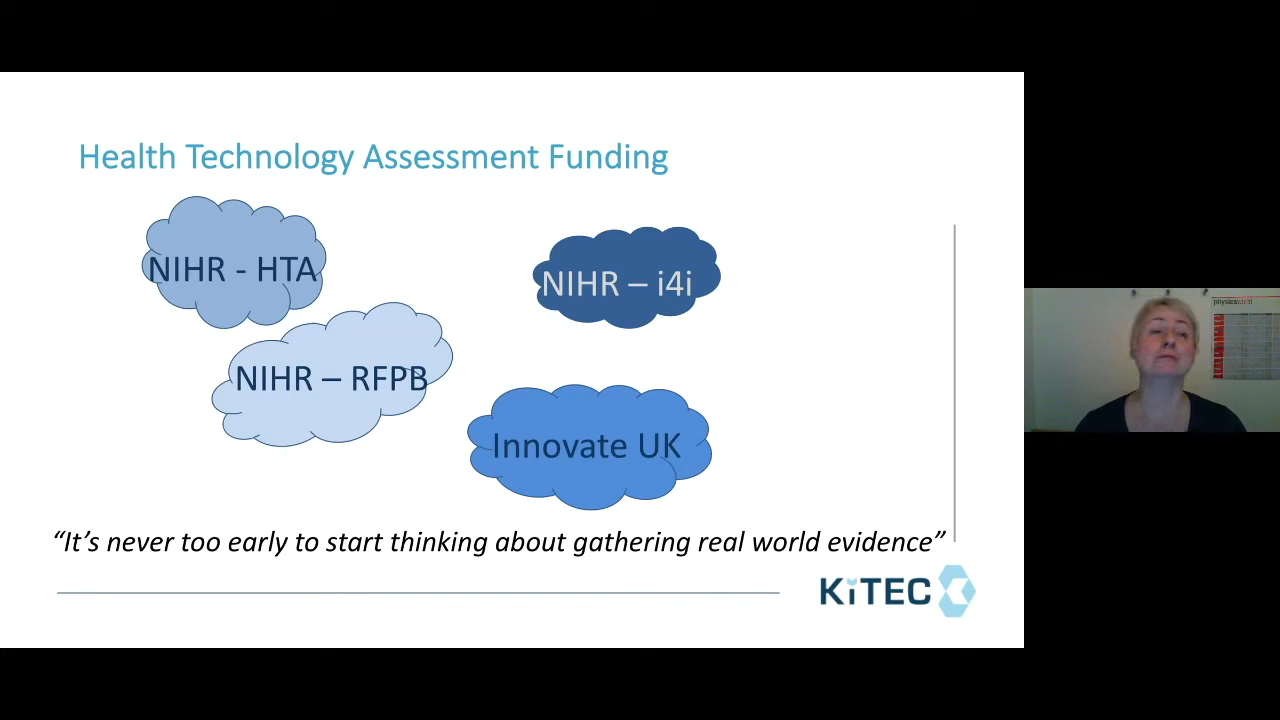 Health Technology Assessment Funding
NIHR - HTA
NIHR – i4i
NIHR – RFPB
Innovate UK
“It’s never too early to start thinking about gathering real world evidence”
KiTEC
physicsworld